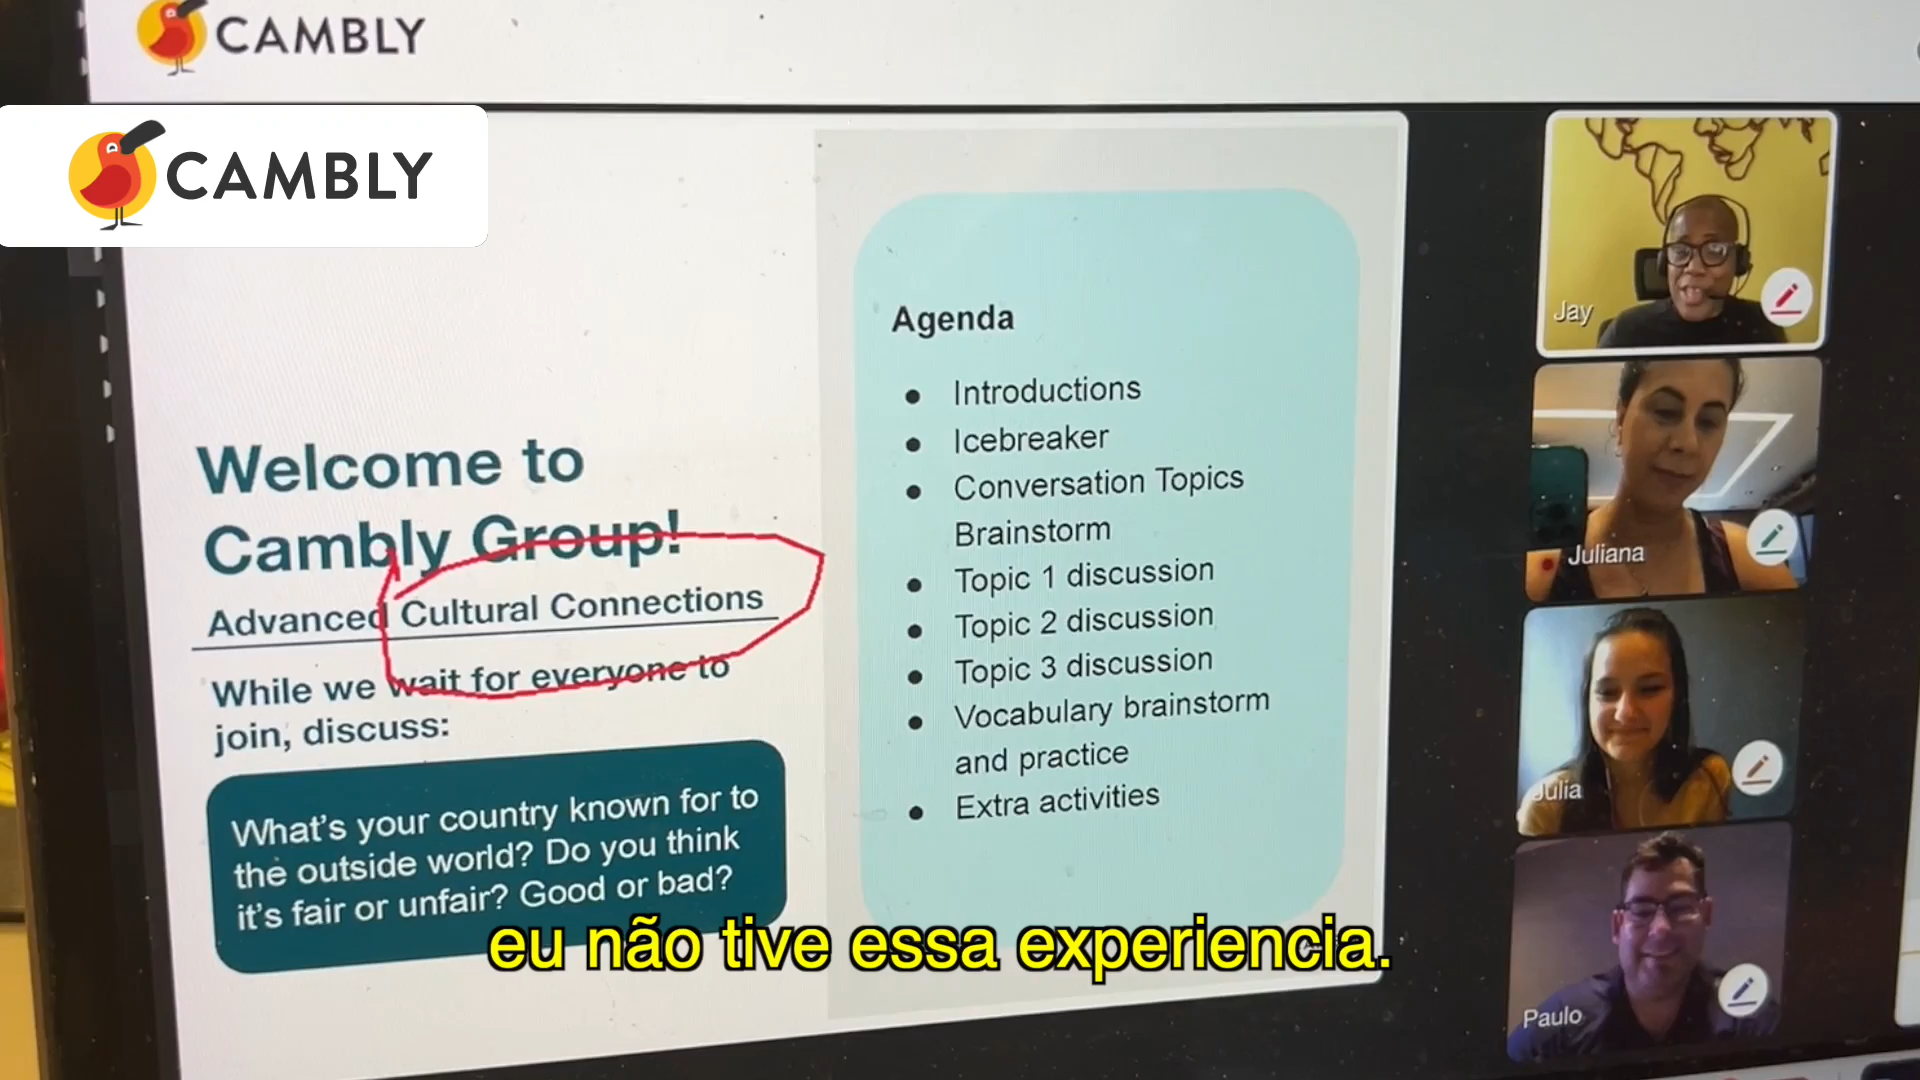 CAMBLY
CAMBLY
Welcome to
Cambly Group!
Advanced Cultural Connections
While we wait for everyone to
join, discuss:
What's your country known for to
the outside world? Do you think
it's fair or unfair? Good or bad?
Agenda
• Introductions
• Icebreaker
• Conversation Topics
Brainstorm
• Topic 1 discussion
• Topic 2 discussion
• Topic 3 discussion
• Vocabulary brainstorm
and practice
• Extra activities
Jay
Juliana
Julia
Paulo
eu não tive essa experiencia.